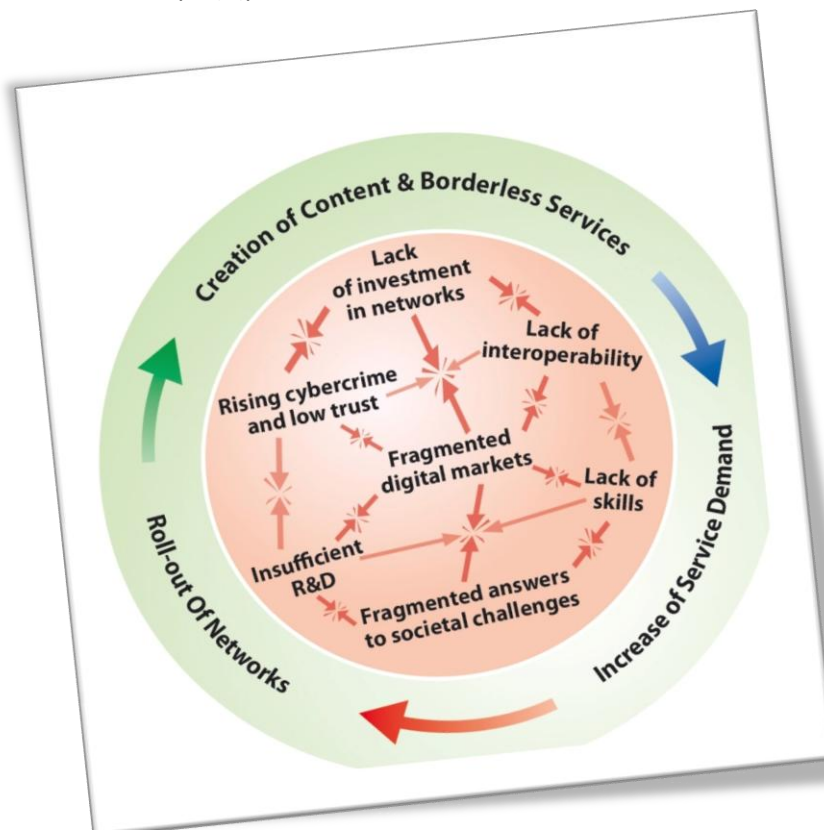 Creation of Content & Borderless Services
Lack
of investment
in networks
Lack of
interoperability
Rising cybercrime
and low trust
Fragmented
digital markets
Lack of
skills
Insufficient
R&D
Fragmented answers
to societal challenges
Increase of Service Demand
Roll-out Of Networks